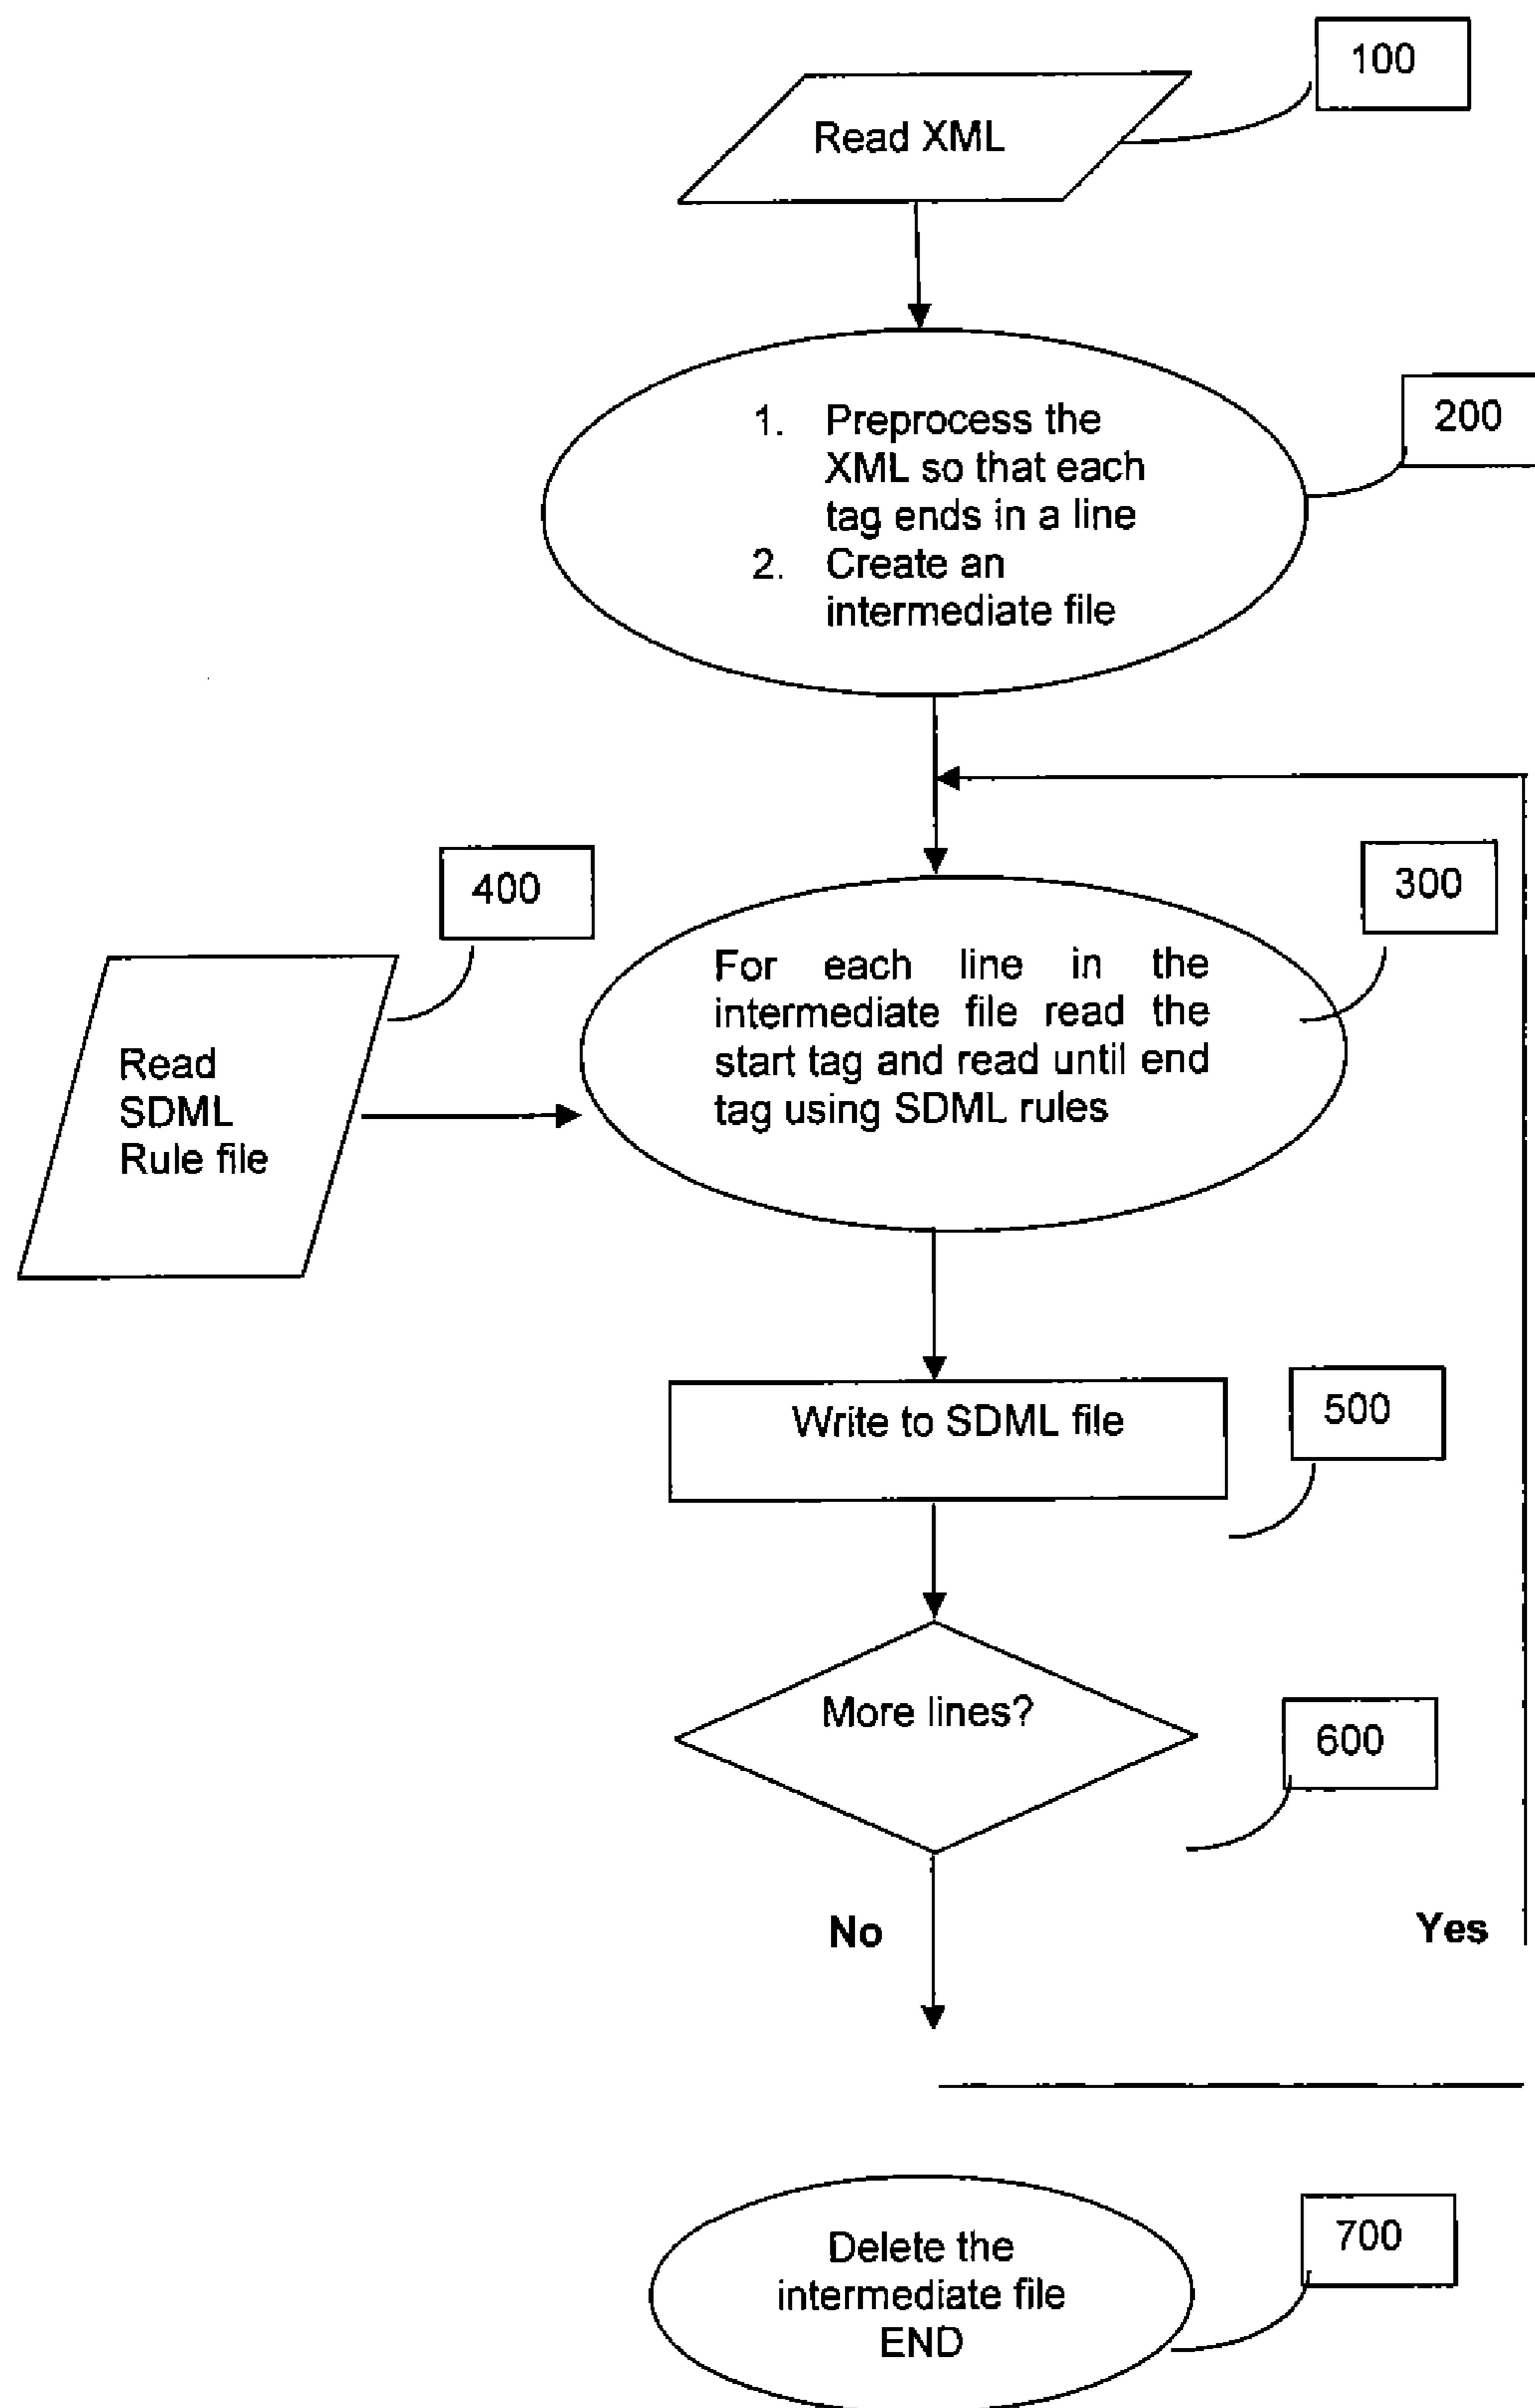 100
Read XML
200
1. Preprocess the
XML so that each
tag ends in a line
2. Create an
intermediate file
400
300
For each line in the
intermediate file read the
start tag and read until end
tag using SDML rules
Read
SDML
Rule file
Write to SDML file
500
More lines?
600
No
Yes
Delete the
intermediate file
END
700